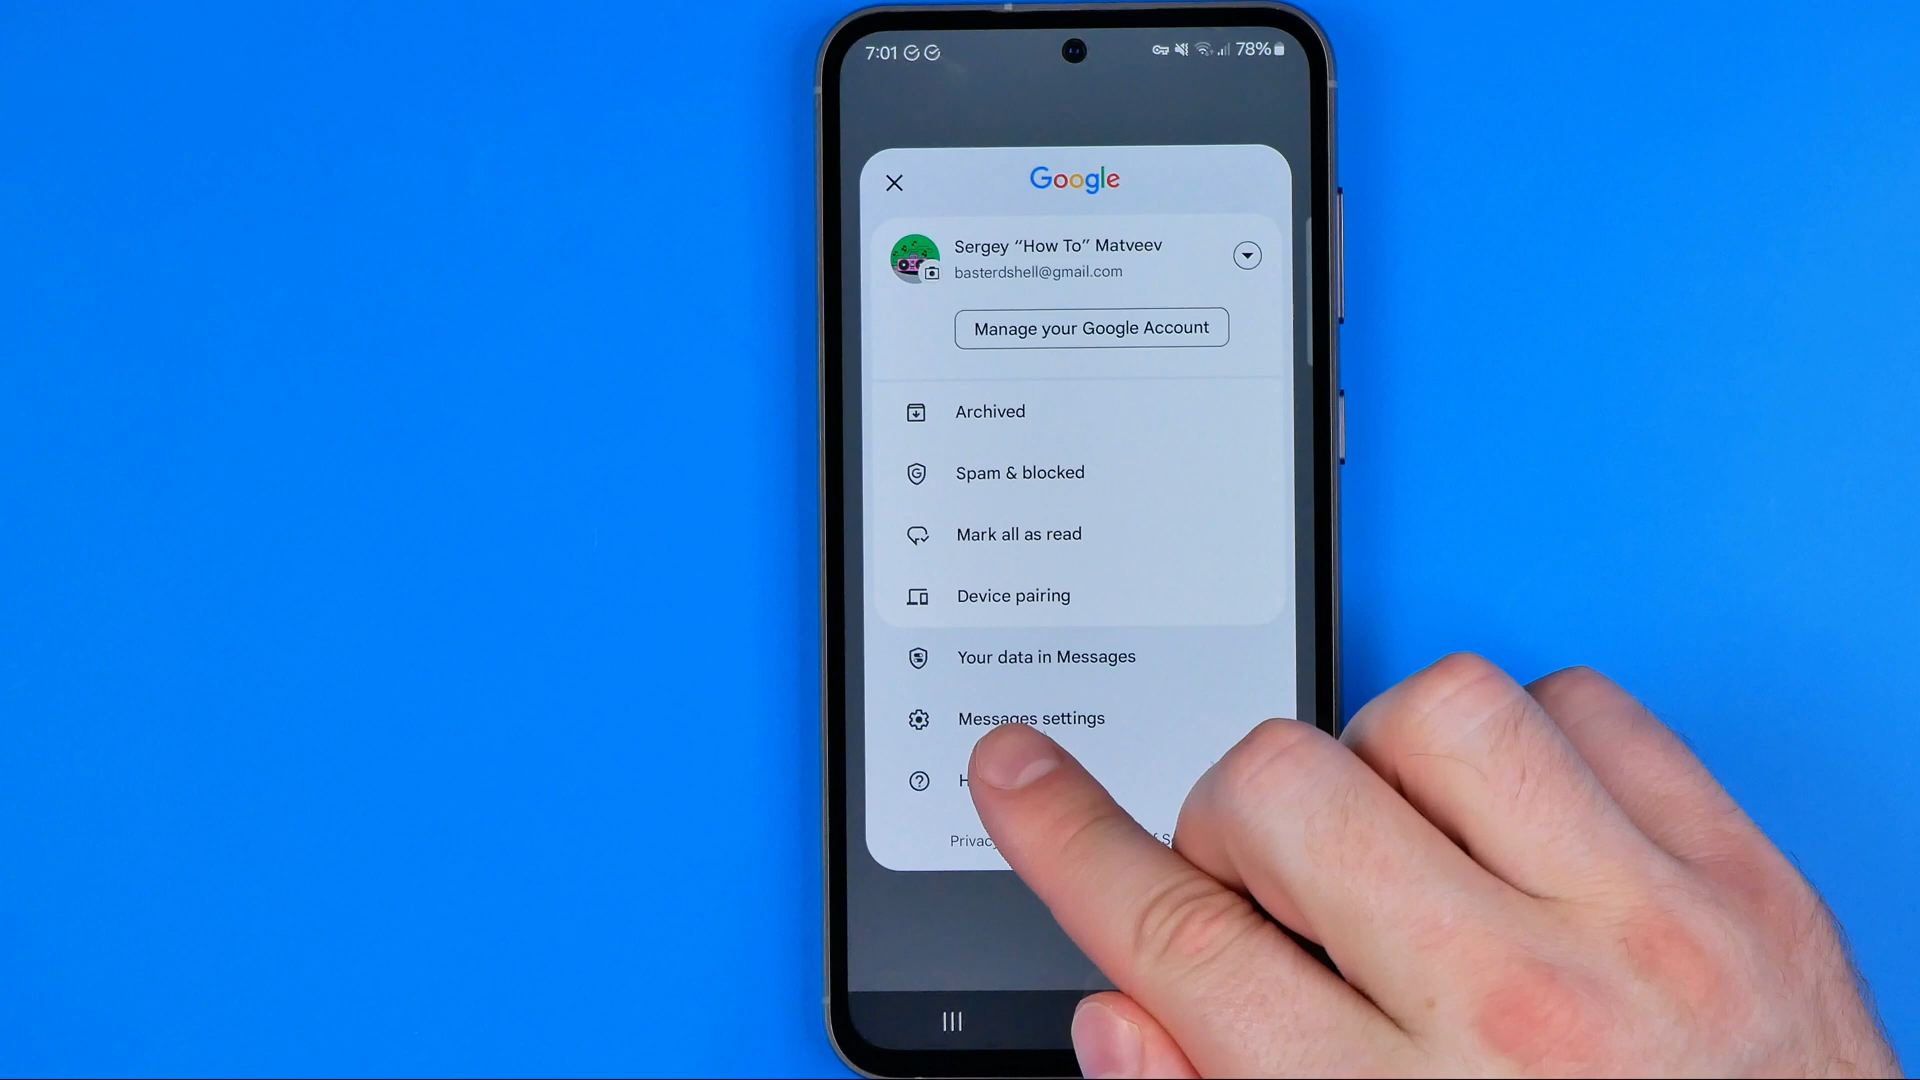 7:01
78%
Google
Sergey “How To” Matveev
basterdshell@gmail.com
Manage your Google Account
Archived
Spam & blocked
Mark all as read
Device pairing
Your data in Messages
Messages settings